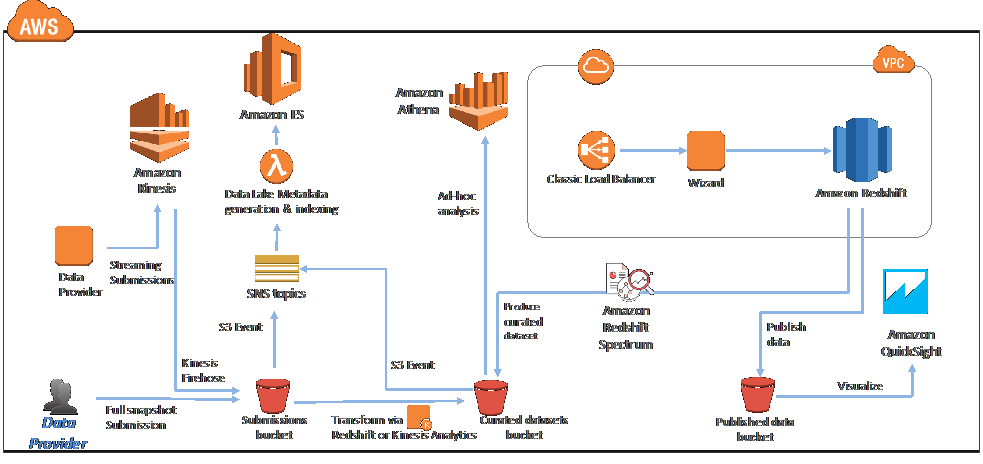 AWS
VPC
Amazon ES
Amazon
Athena
Amazon
Kinesis
Data Lake Metadata
generation & indexing
Classic Load Balancer
Wizard
Amazon Redshift
Ad-hoc
analysis
Streaming
Submissions
Data
Provider
SNS topics
Produce
curated
dataset
Amazon
Redshift
Spectrum
S3 Event
Publish
data
Amazon
QuickSight
Kinesis
Firehose
S3 Event
Visualize
Full snapshot
Submission
Data
Provider
Submissions
bucket
Transform via
Redshift or Kinesis Analytics
Curated datasets
bucket
Published data
bucket